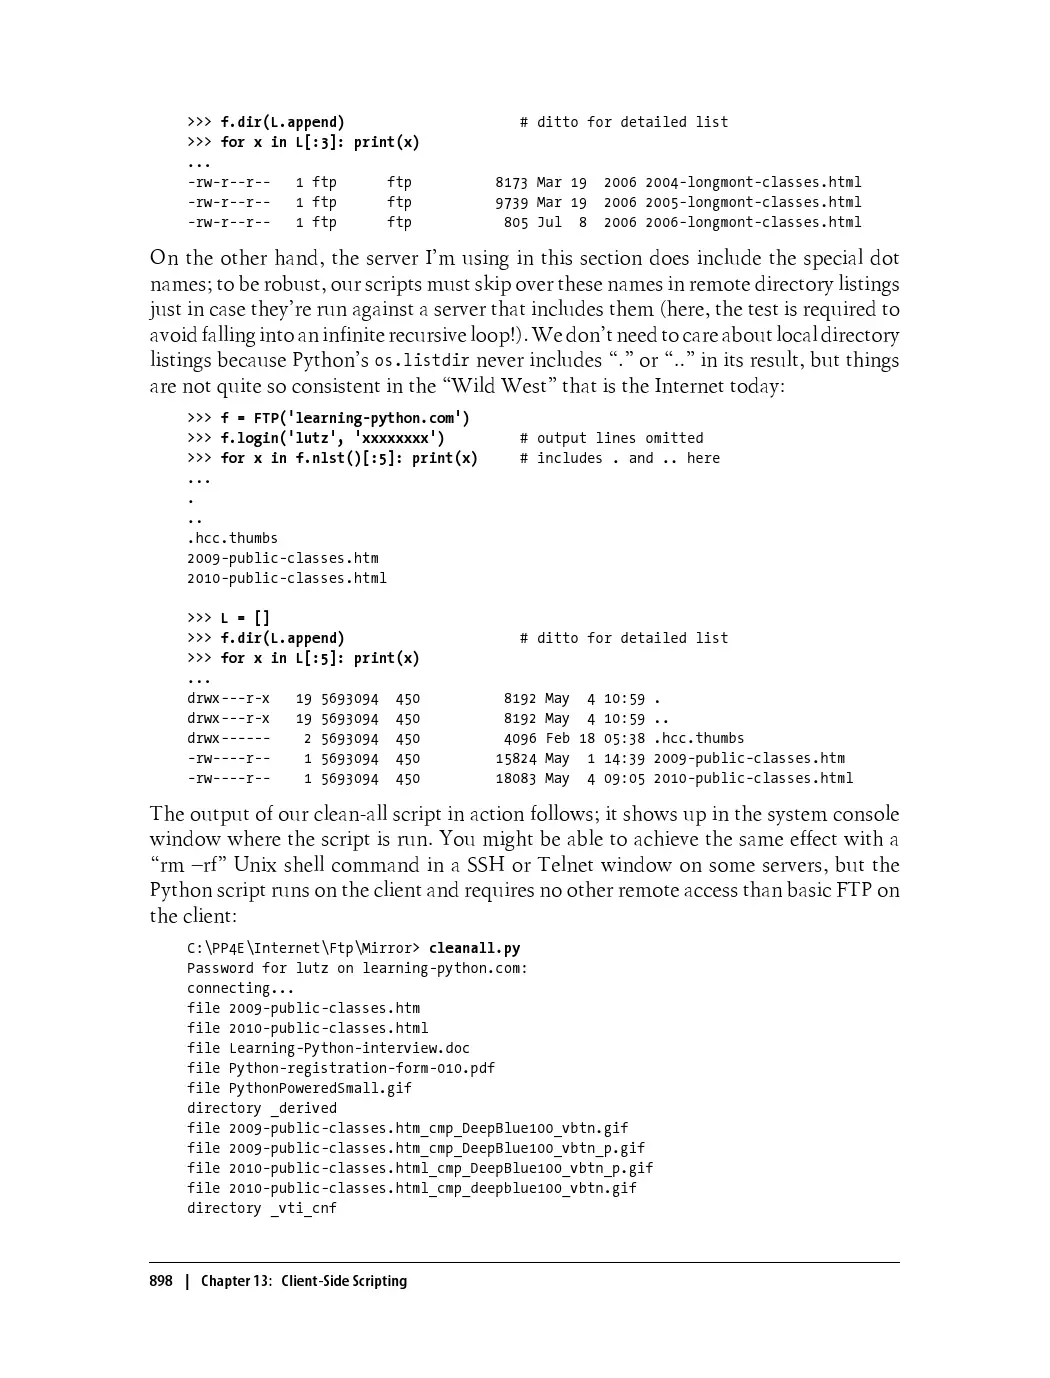 >>> f.dir(L.append)                     # ditto for detailed list
>>> for x in L[:3]: print(x)
...
-rw-r--r--   1 ftp      ftp          8173 Mar 19  2006 2004-longmont-classes.html
-rw-r--r--   1 ftp      ftp          9739 Mar 19  2006 2005-longmont-classes.html
-rw-r--r--   1 ftp      ftp           805 Jul  8  2006 2006-longmont-classes.html
On the other hand, the server I’m using in this section does include the special dot
names; to be robust, our scripts must skip over these names in remote directory listings
just in case they’re run against a server that includes them (here, the test is required to
avoid falling into an infinite recursive loop!). We don’t need to care about local directory
listings because Python’s os.listdir never includes “.” or “..” in its result, but things
are not quite so consistent in the “Wild West” that is the Internet today:
>>> f = FTP('learning-python.com')
>>> f.login('lutz', 'xxxxxxxx')         # output lines omitted
>>> for x in f.nlst()[:5]: print(x)     # includes . and .. here
...
.
..
.hcc.thumbs
2009-public-classes.htm
2010-public-classes.html
>>> L = []
>>> f.dir(L.append)                     # ditto for detailed list
>>> for x in L[:5]: print(x)
...
drwx---r-x   19 5693094  450          8192 May  4 10:59 .
drwx---r-x   19 5693094  450          8192 May  4 10:59 ..
drwx------    2 5693094  450          4096 Feb 18 05:38 .hcc.thumbs
-rw----r--    1 5693094  450         15824 May  1 14:39 2009-public-classes.htm
-rw----r--    1 5693094  450         18083 May  4 09:05 2010-public-classes.html
The output of our clean-all script in action follows; it shows up in the system console
window where the script is run. You might be able to achieve the same effect with a
“rm –rf” Unix shell command in a SSH or Telnet window on some servers, but the
Python script runs on the client and requires no other remote access than basic FTP on
the client:
C:\PP4E\Internet\Ftp\Mirror> cleanall.py
Password for lutz on learning-python.com:
connecting...
file 2009-public-classes.htm
file 2010-public-classes.html
file Learning-Python-interview.doc
file Python-registration-form-010.pdf
file PythonPoweredSmall.gif
directory _derived
file 2009-public-classes.htm_cmp_DeepBlue100_vbtn.gif
file 2009-public-classes.htm_cmp_DeepBlue100_vbtn_p.gif
file 2010-public-classes.html_cmp_DeepBlue100_vbtn_p.gif
file 2010-public-classes.html_cmp_deepblue100_vbtn.gif
directory _vti_cnf
898 | Chapter 13: Client-Side Scripting